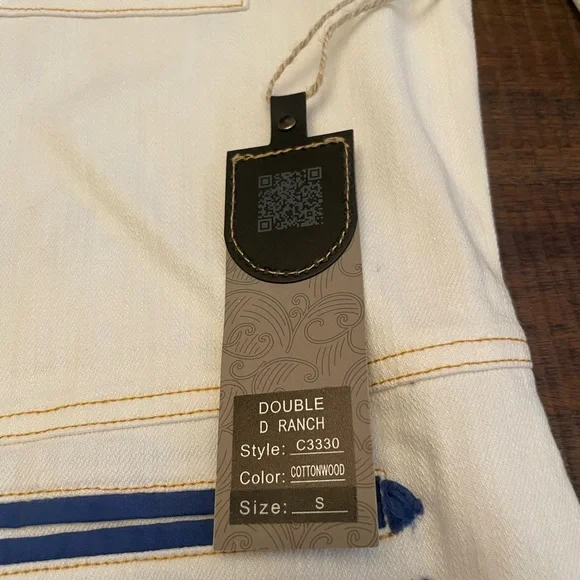 DOUBLE
D RANCH
Style: C3330
Color: COTTONWOOD
Size: S